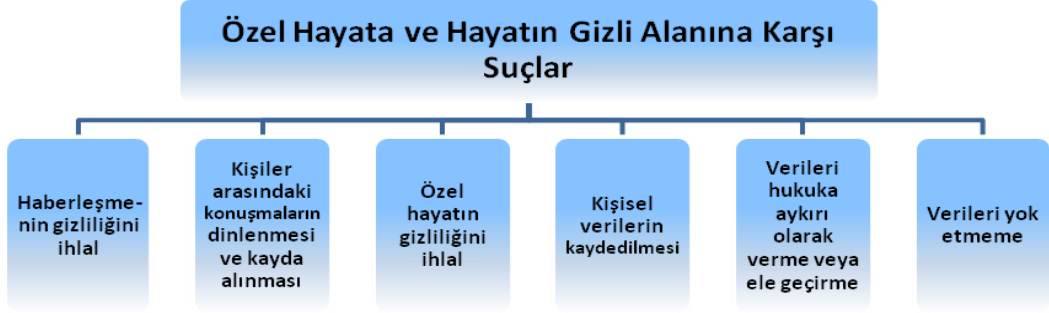 Özel Hayata ve Hayatın Gizli Alanına Karşı
Suçlar
Haberleşme-
nin gizliliğini
ihlal
Kişiler
arasındaki
konuşmaların
dinlenmesi
ve kayda
alınması
Özel
hayatın
gizliliğini
ihlal
Kişisel
verilerin
kaydedilmesi
Verileri
hukuka
aykırı
olarak
verme veya
ele geçirme
Verileri yok
etmeme